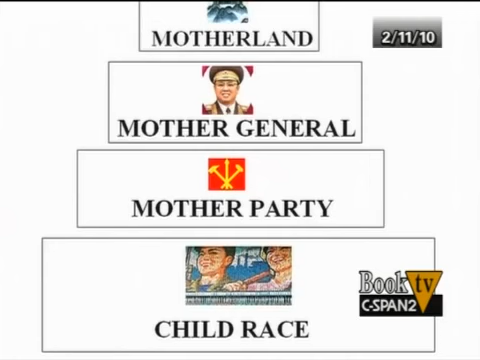 MOTHERLAND
2/11/10
MOTHER GENERAL
MOTHER PARTY
CHILD RACE
Book tv
C-SPAN2